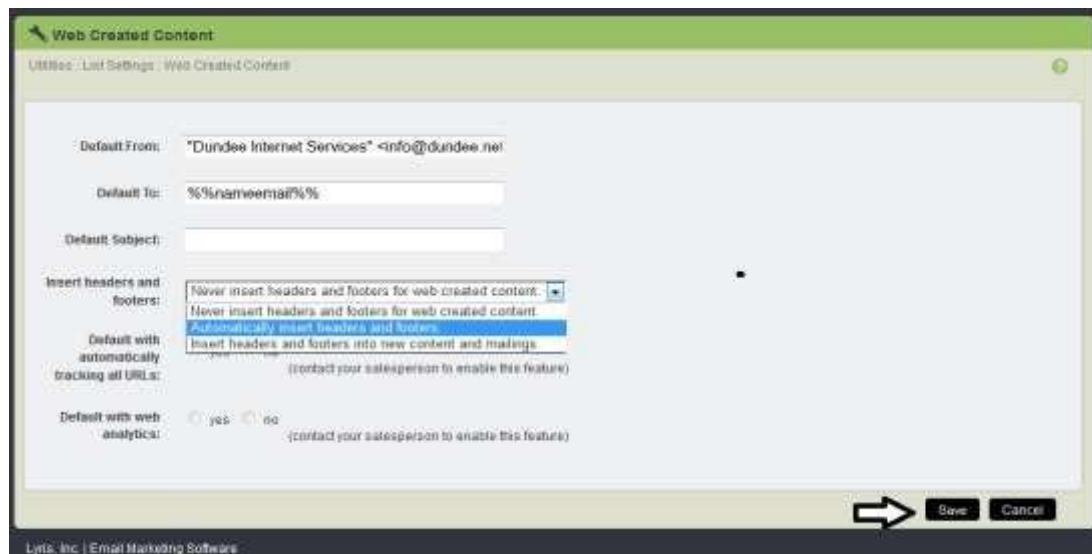 Web Created Content
Utilities : List Settings : Web Created Content
Default From:
"Dundee Internet Services" <info@dundee.net
Default To:
%%nameemail%%
Default Subject:
Insert headers and
footers:
Never insert headers and footers for web created content.
Never insert headers and footers for web created content
Automatically insert headers and footers
Insert headers and footers into new content and mailings
Default with
automatically
tracking all URLs:
yes no
(contact your salesperson to enable this feature)
Default with web
analytics:
yes no
(contact your salesperson to enable this feature)
Save Cancel
Lyris, Inc. | Email Marketing Software